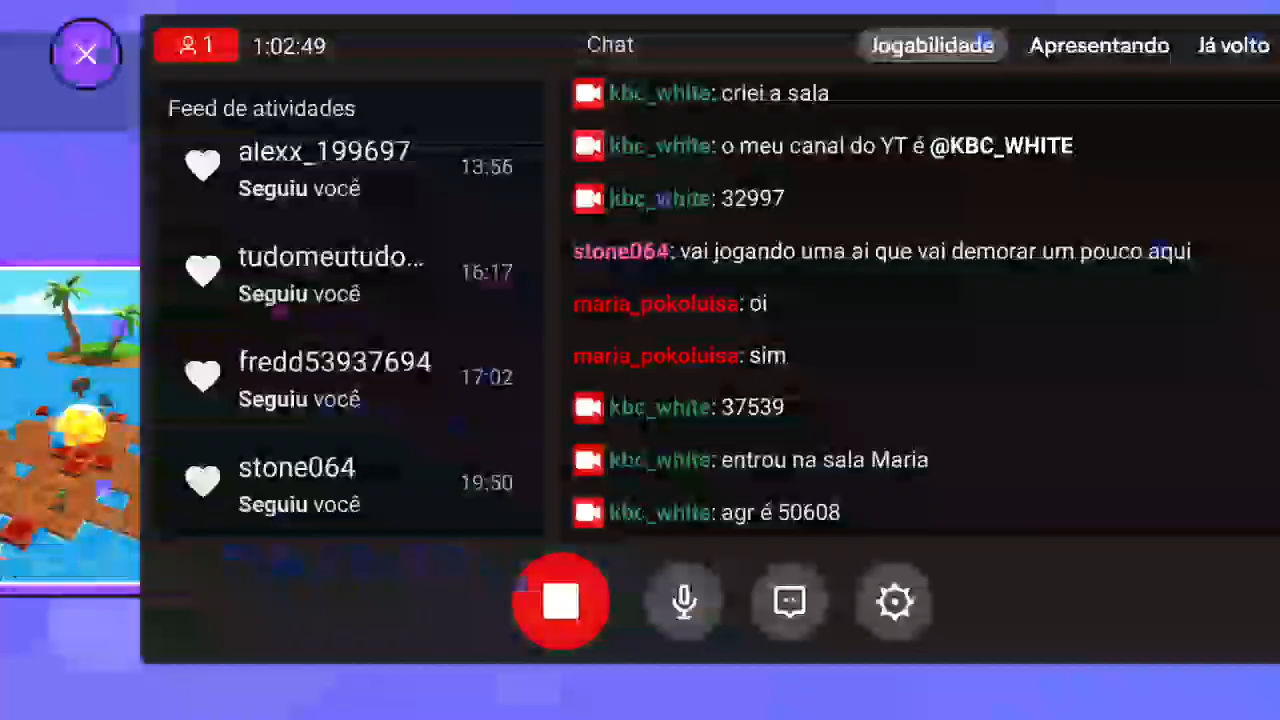 1
1:02:49
Chat
Jogabilidade
Apresentando
Já volto
Feed de atividades
alexx_199697
Seguiu você
13:56
tudomeutudo...
Seguiu você
16:17
fredd53937694
Seguiu você
17:02
stone064
Seguiu você
19:50
kbc_white: criei a sala
kbc_white: o meu canal do YT é @KBC_WHITE
kbc_white: 32997
stone064: vai jogando uma ai que vai demorar um pouco aqui
maria_pokoluisa: oi
maria_pokoluisa: sim
kbc_white: 37539
kbc_white: entrou na sala Maria
kbc_white: agr é 50608